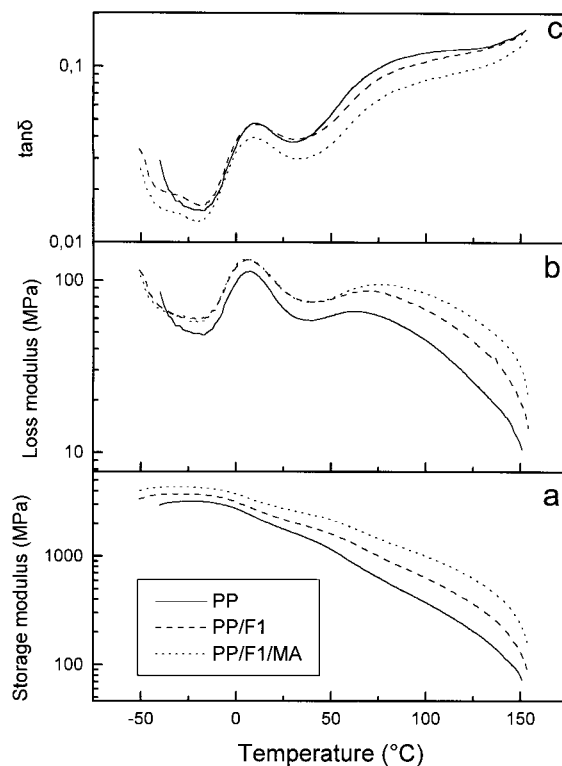 c
0,1
tanδ
0,01
b
100
Loss modulus (MPa)
10
a
1000
Storage modulus (MPa)
PP
PP/F1
PP/F1/MA
100
-50 0 50 100 150
Temperature (°C)